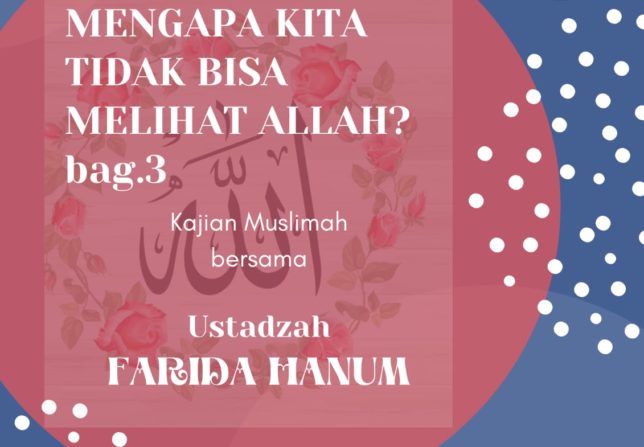 MENGAPA KITA
TIDAK BISA
MELIHAT ALLAH?
bag.3
الله
Kajian Muslimah
bersama
Ustadzah
FARIDA HANUM